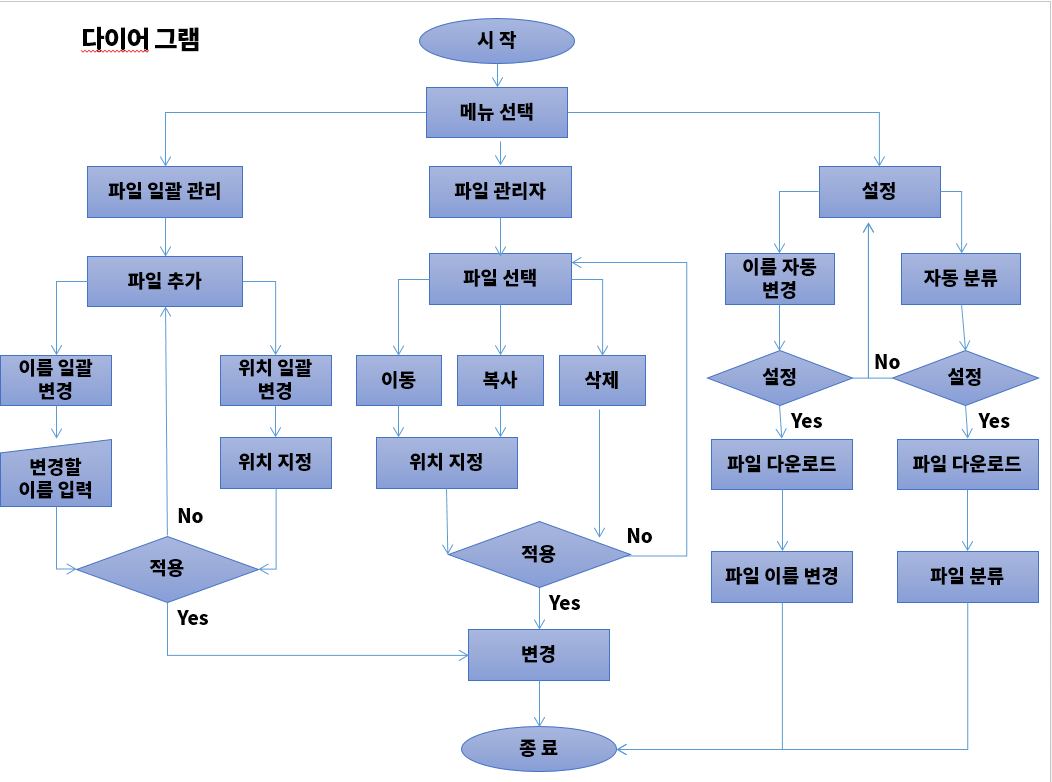 다이어 그램
시 작
메뉴 선택
파일 일괄 관리
파일 관리자
설정
파일 추가
파일 선택
이름 자동
변경
자동 분류
이름 일괄
변경
위치 일괄
변경
이동
복사
삭제
설정
No
설정
Yes
Yes
변경할
이름 입력
위치 지정
위치 지정
파일 다운로드
파일 다운로드
No
적용
적용
No
파일 이름 변경
파일 분류
Yes
Yes
변경
종 료